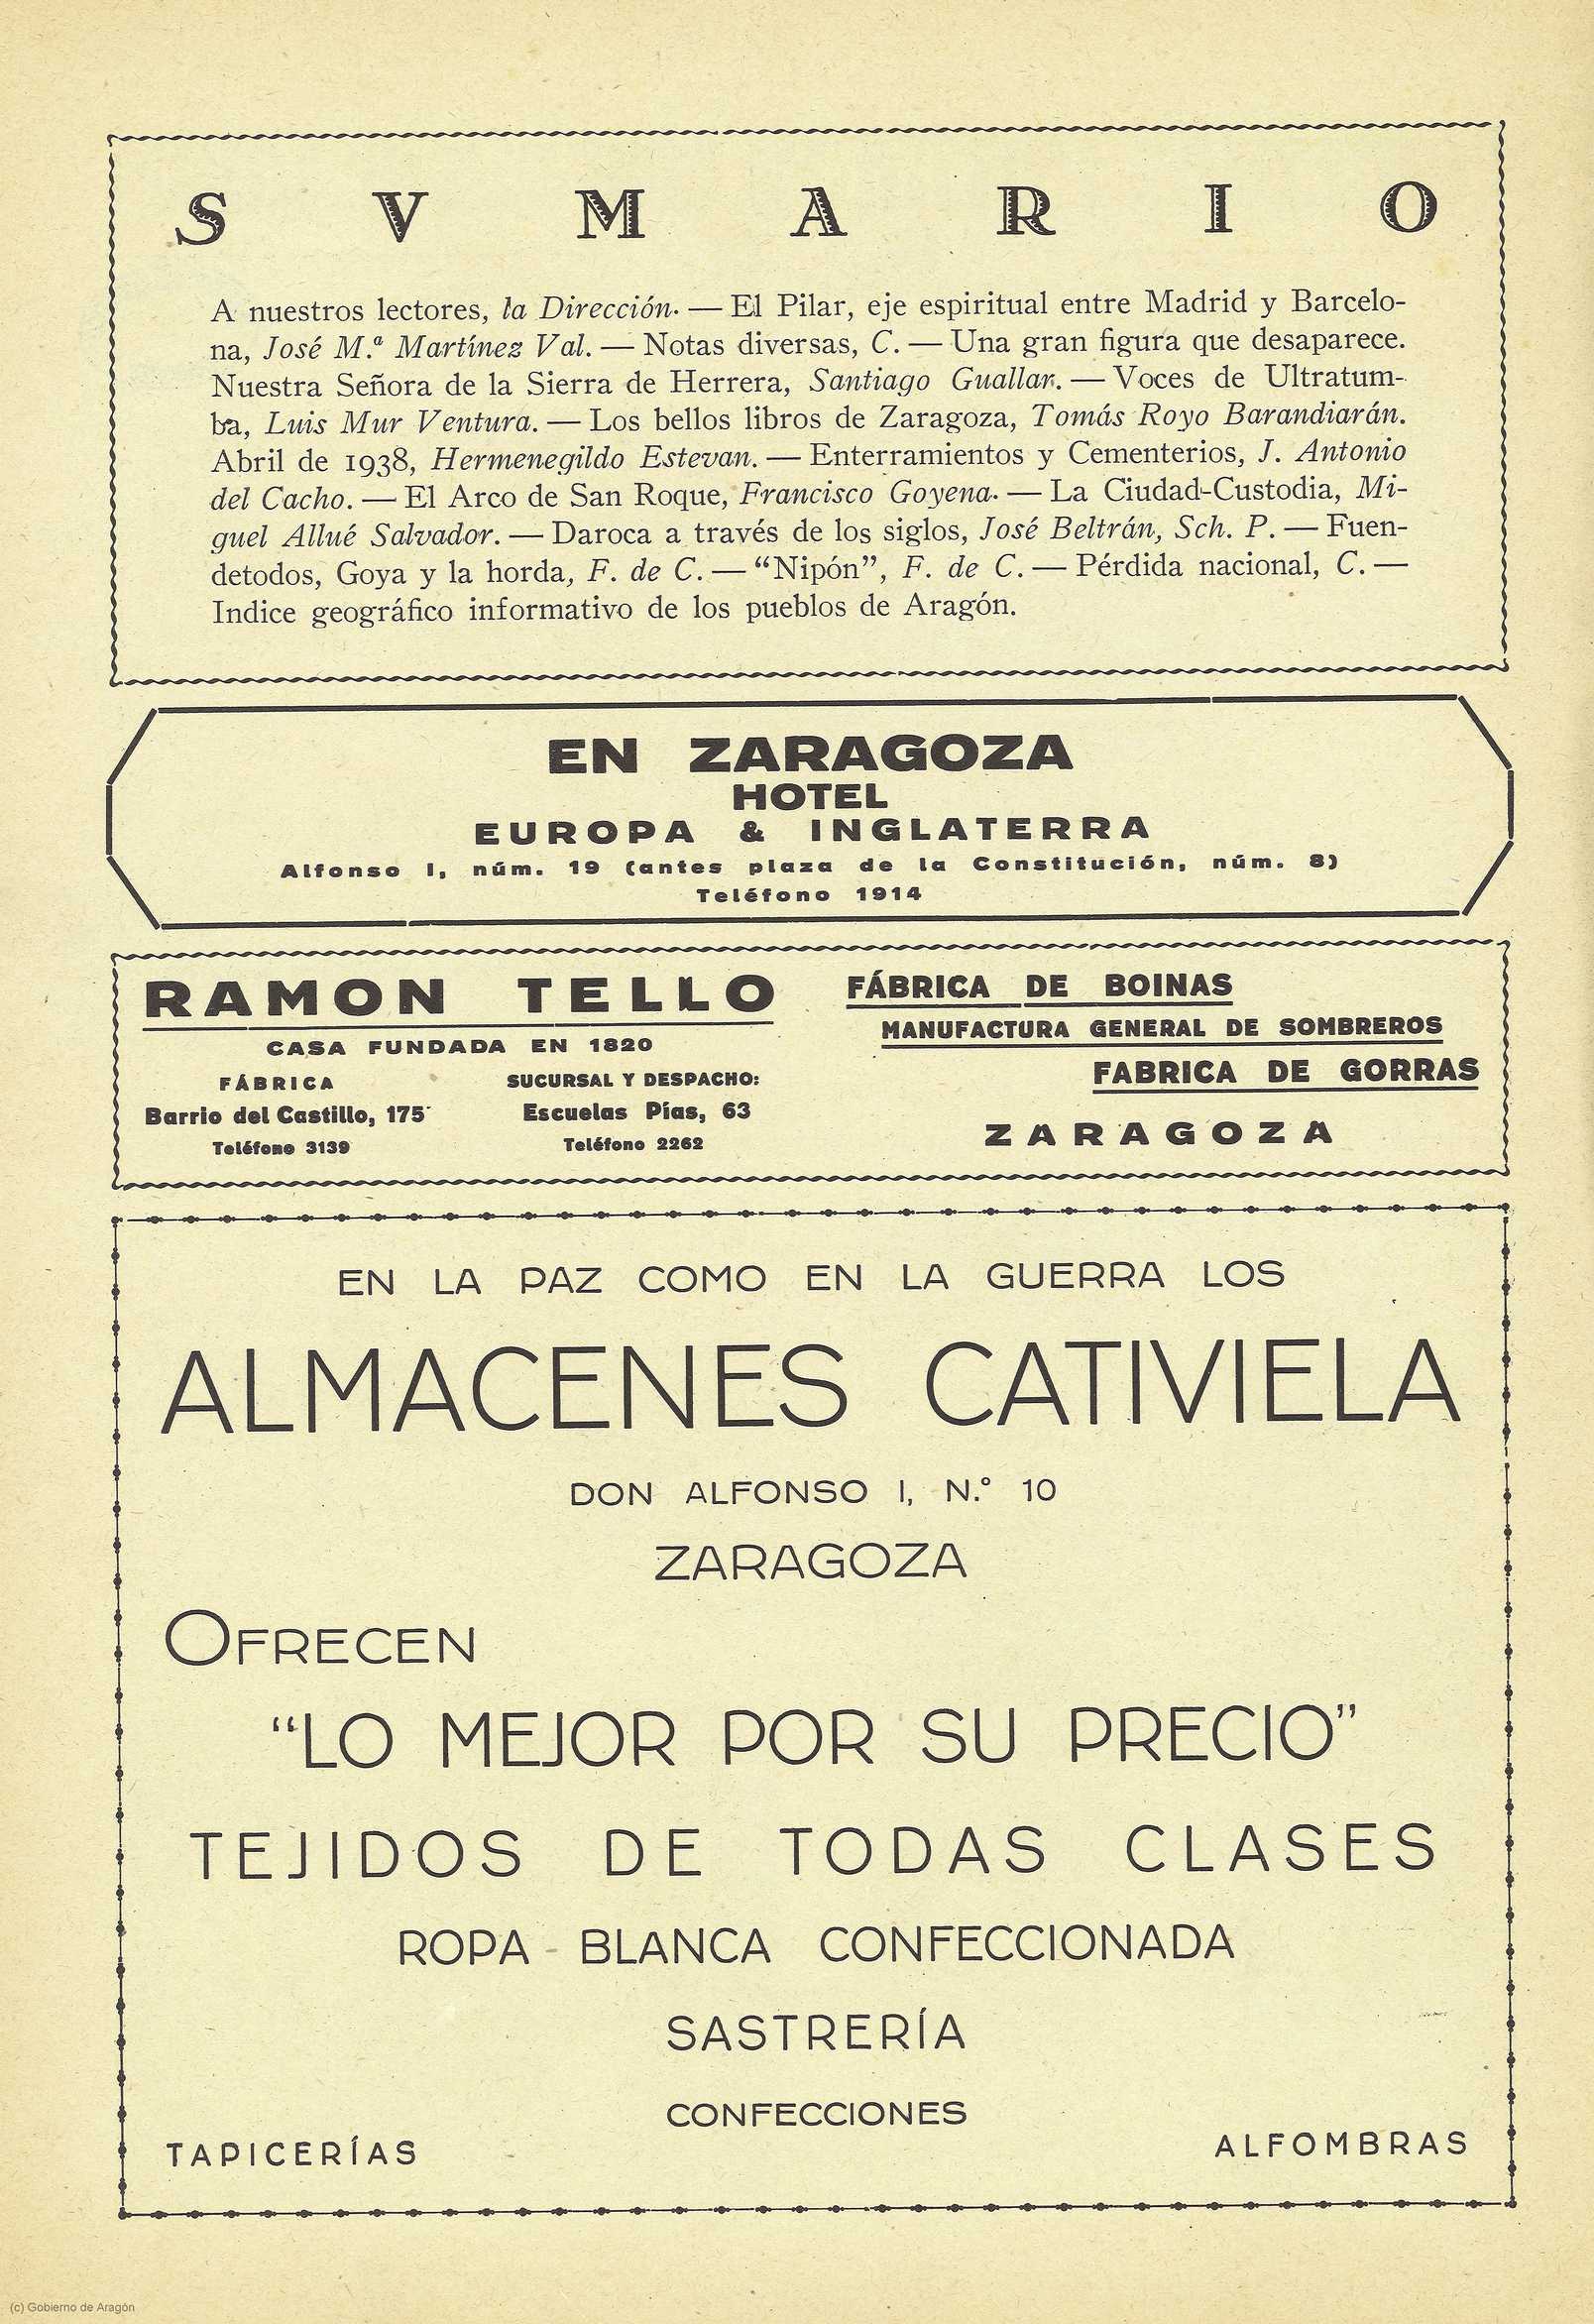 SVMARIO
A nuestros lectores, la Dirección. — El Pilar, eje espiritual entre Madrid y Barcelo-
na, José M.ª Martínez Val. — Notas diversas, C. — Una gran figura que desaparece.
Nuestra Señora de la Sierra de Herrera, Santiago Guallar. — Voces de Ultratum-
ba, Luis Mur Ventura. — Los bellos libros de Zaragoza, Tomás Royo Barandiarán.
Abril de 1938, Hermenegildo Estevan. — Enterramientos y Cementerios, J. Antonio
del Cacho. — El Arco de San Roque, Francisco Goyena. — La Ciudad-Custodia, Mi-
guel Allué Salvador. — Daroca a través de los siglos, José Beltrán, Sch. P. — Fuen-
detodos, Goya y la horda, F. de C. — “Nipón”, F. de C. — Pérdida nacional, C. —
Indice geográfico informativo de los pueblos de Aragón.
EN ZARAGOZA
HOTEL
EUROPA & INGLATERRA
Alfonso I, núm. 19 (antes plaza de la Constitución, núm. 8)
Teléfono 1914
RAMON TELLO
CASA FUNDADA EN 1820
FÁBRICA
Barrio del Castillo, 175
Teléfono 3139
SUCURSAL Y DESPACHO:
Escuelas Pías, 63
Teléfono 2262
FÁBRICA DE BOINAS
MANUFACTURA GENERAL DE SOMBREROS
FABRICA DE GORRAS
ZARAGOZA
EN LA PAZ COMO EN LA GUERRA LOS
ALMACENES CATIVIELA
DON ALFONSO I, N.º 10
ZARAGOZA
OFRECEN
“LO MEJOR POR SU PRECIO”
TEJIDOS DE TODAS CLASES
ROPA BLANCA CONFECCIONADA
SASTRERÍA
CONFECCIONES
TAPICERÍAS
ALFOMBRAS
(c) Gobierno de Aragón